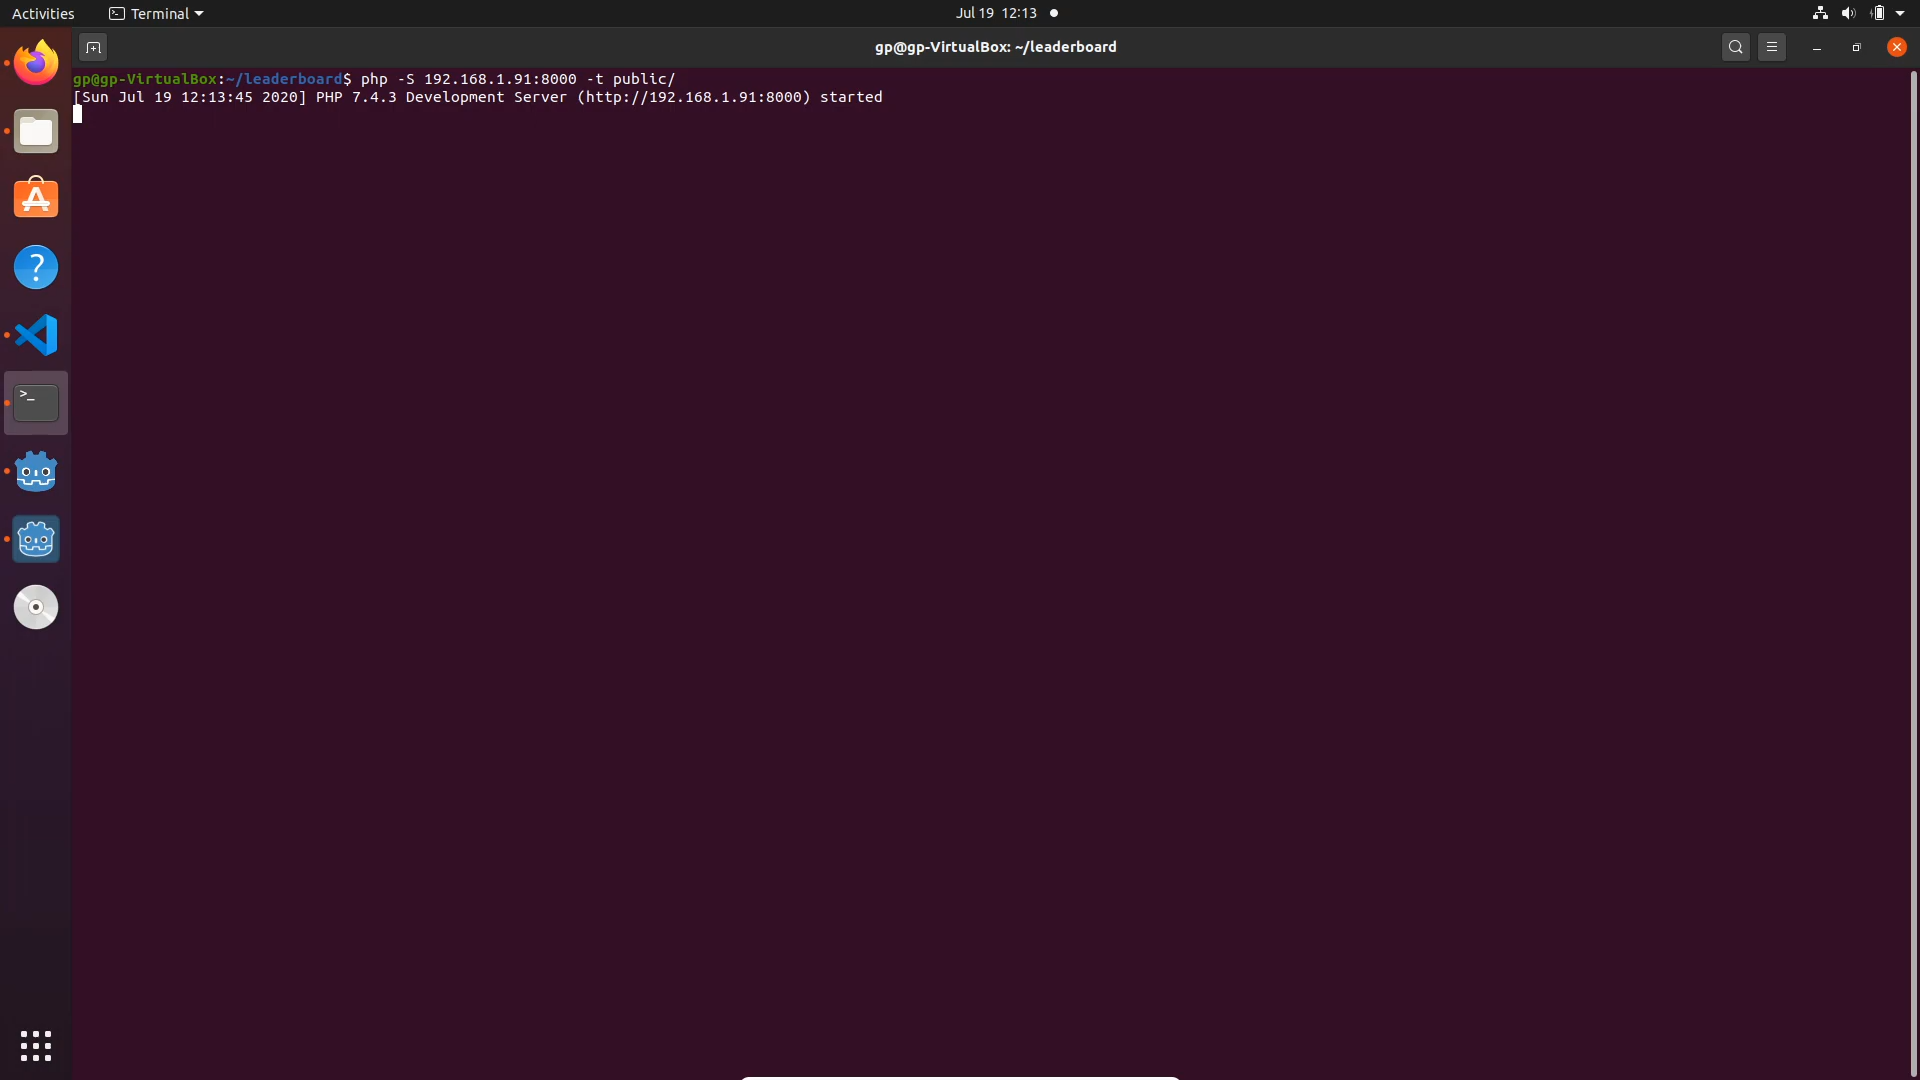 Activities
Terminal
Jul 19 12:13
gp@gp-VirtualBox: ~/leaderboard
gp@gp-VirtualBox:~/leaderboard$ php -S 192.168.1.91:8000 -t public/
[Sun Jul 19 12:13:45 2020] PHP 7.4.3 Development Server (http://192.168.1.91:8000) started